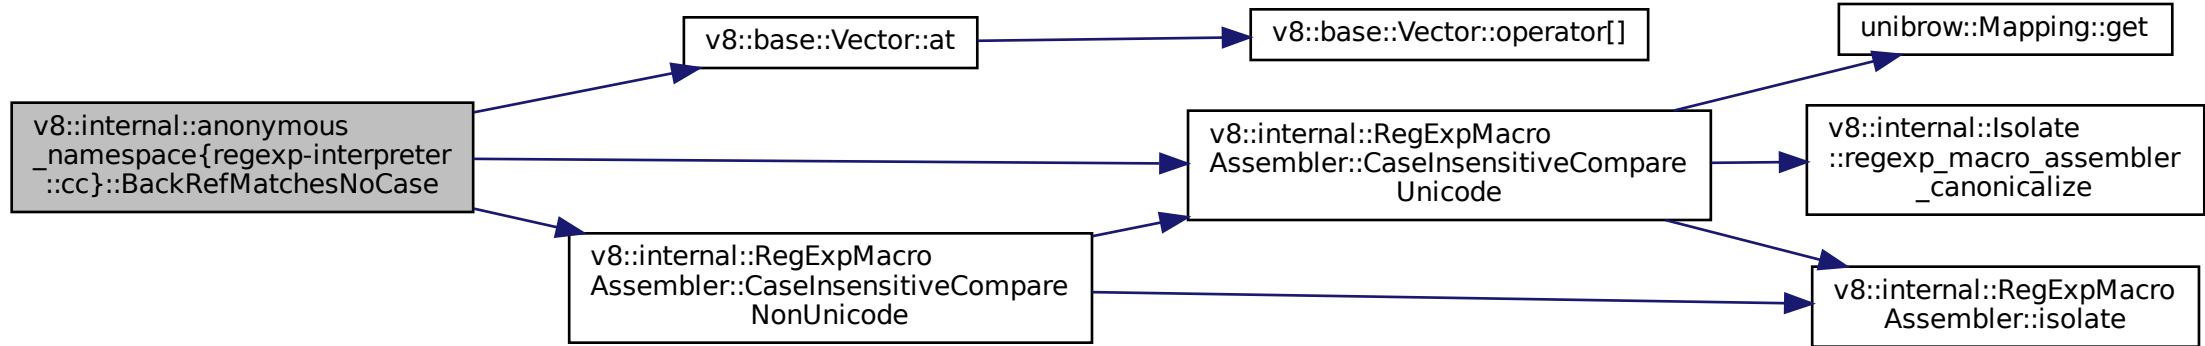 v8::internal::anonymous
_namespace{regexp-interpreter
::cc}::BackRefMatchesNoCase
v8::base::Vector::at
v8::base::Vector::operator[]
v8::internal::RegExpMacro
Assembler::CaseInsensitiveCompare
Unicode
unibrow::Mapping::get
v8::internal::Isolate
::regexp_macro_assembler
_canonicalize
v8::internal::RegExpMacro
Assembler::isolate
v8::internal::RegExpMacro
Assembler::CaseInsensitiveCompare
NonUnicode